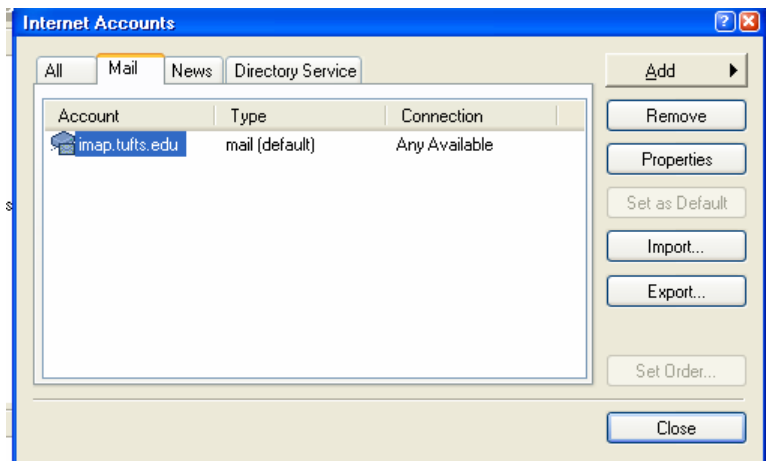 Internet Accounts
All Mail News Directory Service
Add
Account Type Connection
Remove
imap.tufts.edu mail (default) Any Available
Properties
s
Set as Default
Import...
Export...
Set Order...
Close